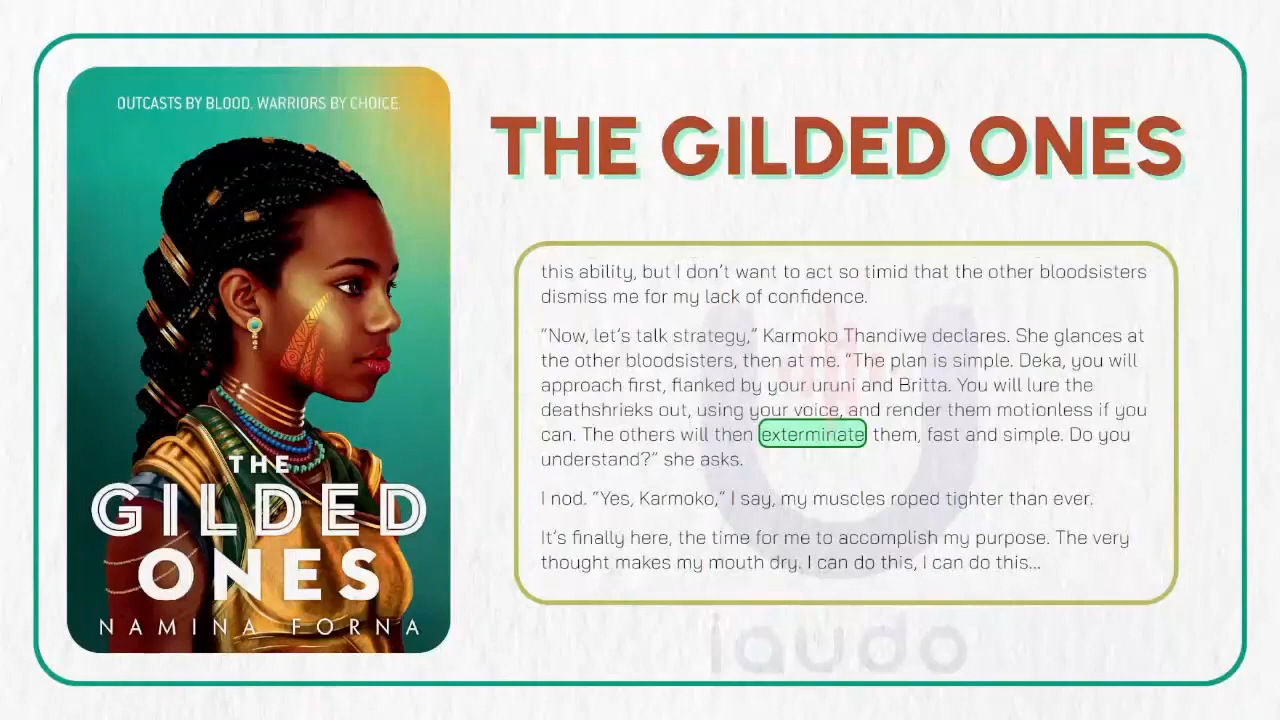 OUTCASTS BY BLOOD. WARRIORS BY CHOICE.
THE
GILDED
ONES
NAMINA FORNA
THE GILDED ONES
this ability, but I don't want to act so timid that the other bloodsisters
dismiss me for my lack of confidence.
"Now, let's talk strategy," Karmoko Thandiwe declares. She glances at
the other bloodsisters, then at me. "The plan is simple. Deka, you will
approach first, flanked by your uruni and Britta. You will lure the
deathshrieks out, using your voice, and render them motionless if you
can. The others will then exterminate them, fast and simple. Do you
understand?" she asks.
I nod. "Yes, Karmoko," I say, my muscles roped tighter than ever.
It's finally here, the time for me to accomplish my purpose. The very
thought makes my mouth dry. I can do this, I can do this...
iaudo